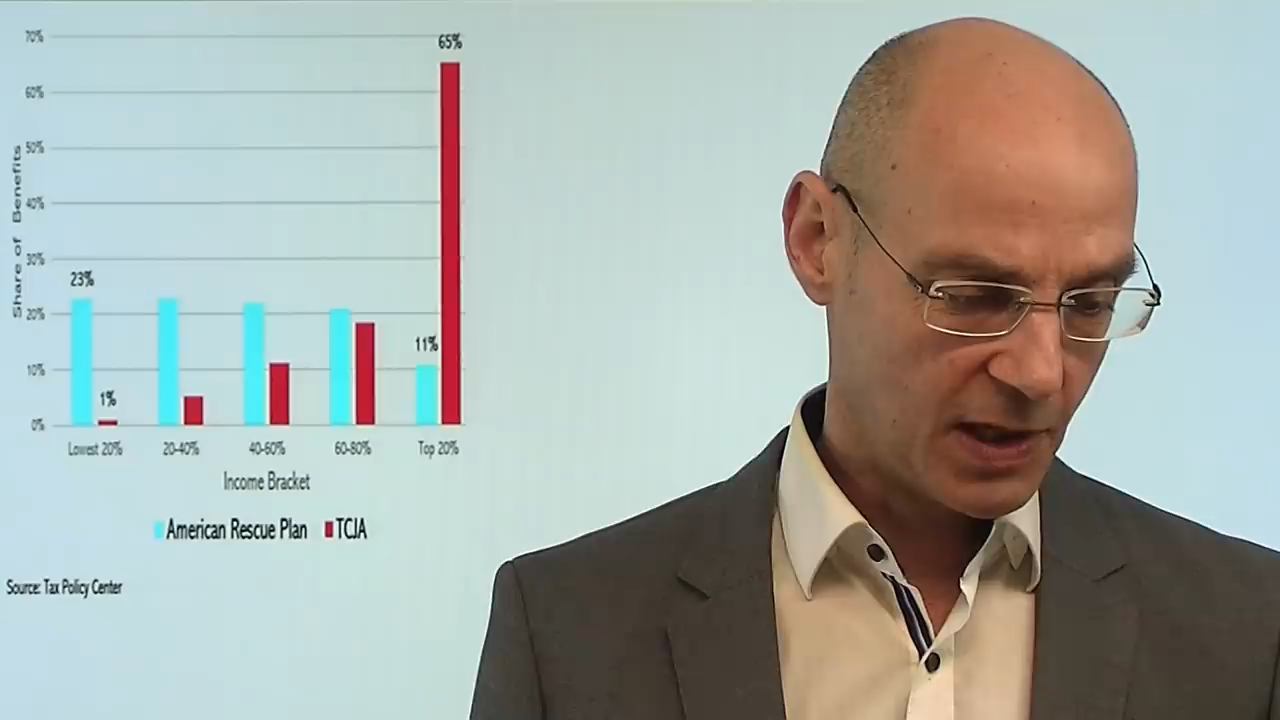 70%
65%
60%
50%
40%
30%
23%
20%
11%
10%
1%
0%
Share of Benefits
Lowest 20% 20-40% 40-60% 60-80% Top 20%
Income Bracket
American Rescue Plan TCJA
Source: Tax Policy Center